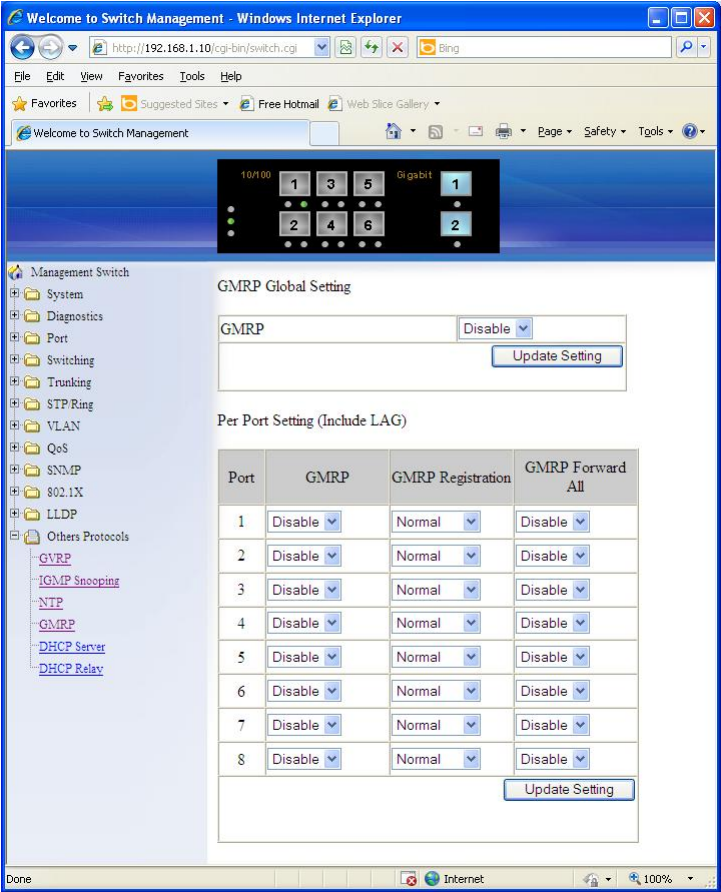 Welcome to Switch Management - Windows Internet Explorer
http://192.168.1.10/cgi-bin/switch.cgi
Bing
File Edit View Favorites Tools Help
Favorites Suggested Sites Free Hotmail Web Slice Gallery
Welcome to Switch Management Page Safety Tools
10/100 1 3 5 Gigabit 1
2 4 6 2
Management Switch
System
Diagnostics
Port
Switching
Trunking
STP/Ring
VLAN
QoS
SNMP
802.1X
LLDP
Others Protocols
GVRP
IGMP Snooping
NTP
GMRP
DHCP Server
DHCP Relay
GMRP Global Setting
GMRP Disable
Update Setting
Per Port Setting (Include LAG)
Port GMRP GMRP Registration GMRP Forward All
1 Disable Normal Disable
2 Disable Normal Disable
3 Disable Normal Disable
4 Disable Normal Disable
5 Disable Normal Disable
6 Disable Normal Disable
7 Disable Normal Disable
8 Disable Normal Disable
Update Setting
Done Internet 100%